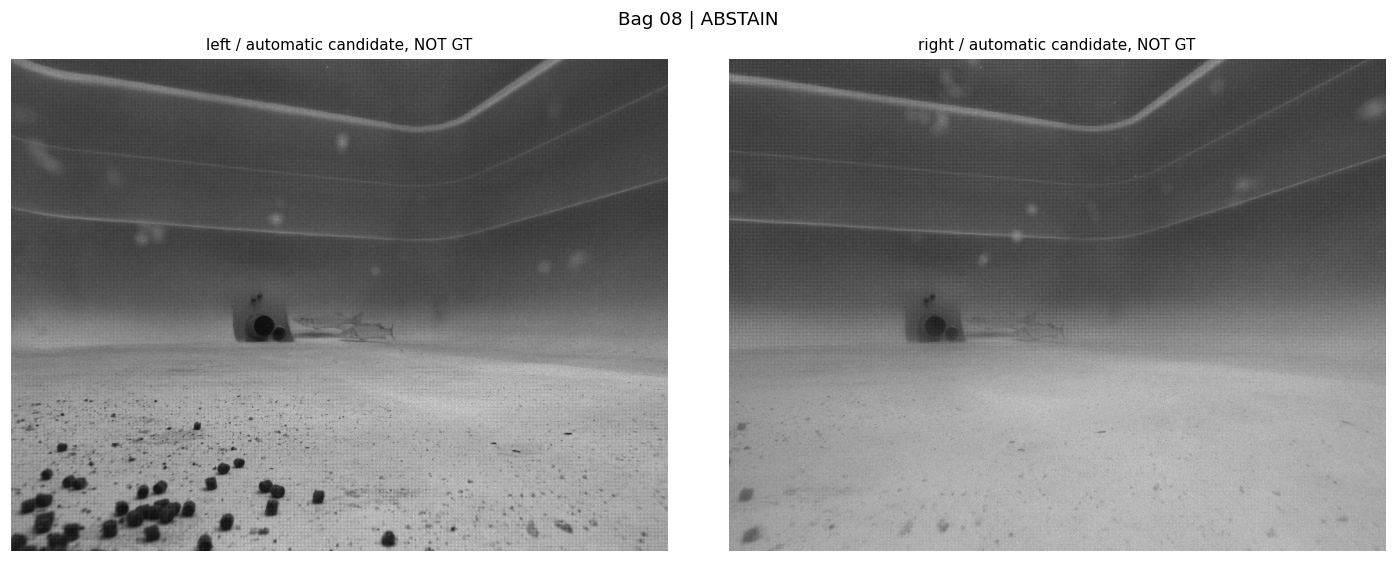 Bag 08 | ABSTAIN
left / automatic candidate, NOT GT
right / automatic candidate, NOT GT